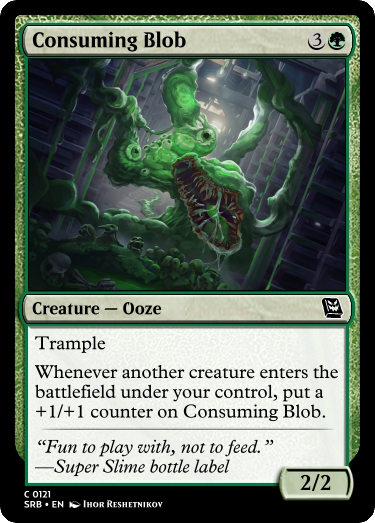 Consuming Blob 3
Creature — Ooze
Trample
Whenever another creature enters the
battlefield under your control, put a
+1/+1 counter on Consuming Blob.
“Fun to play with, not to feed.”
—Super Slime bottle label
2/2
C 0121
SRB • EN Ihor Reshetnikov